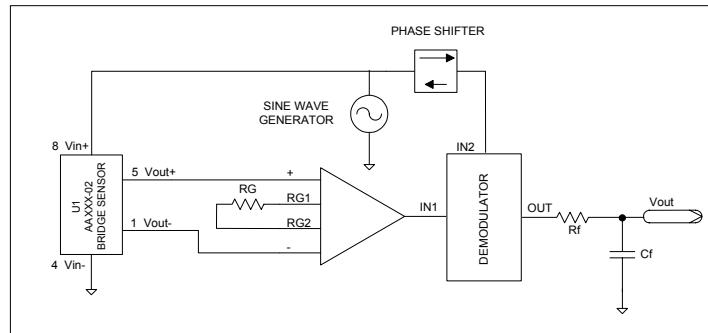 PHASE SHIFTER
SINE WAVE
GENERATOR
8 Vin+
IN2
U1
AAXXX-02
BRIDGE SENSOR
5 Vout+
+
RG
RG1
RG2
1 Vout-
-
IN1
DEMODULATOR
OUT
Rf
Vout
Cf
4 Vin-